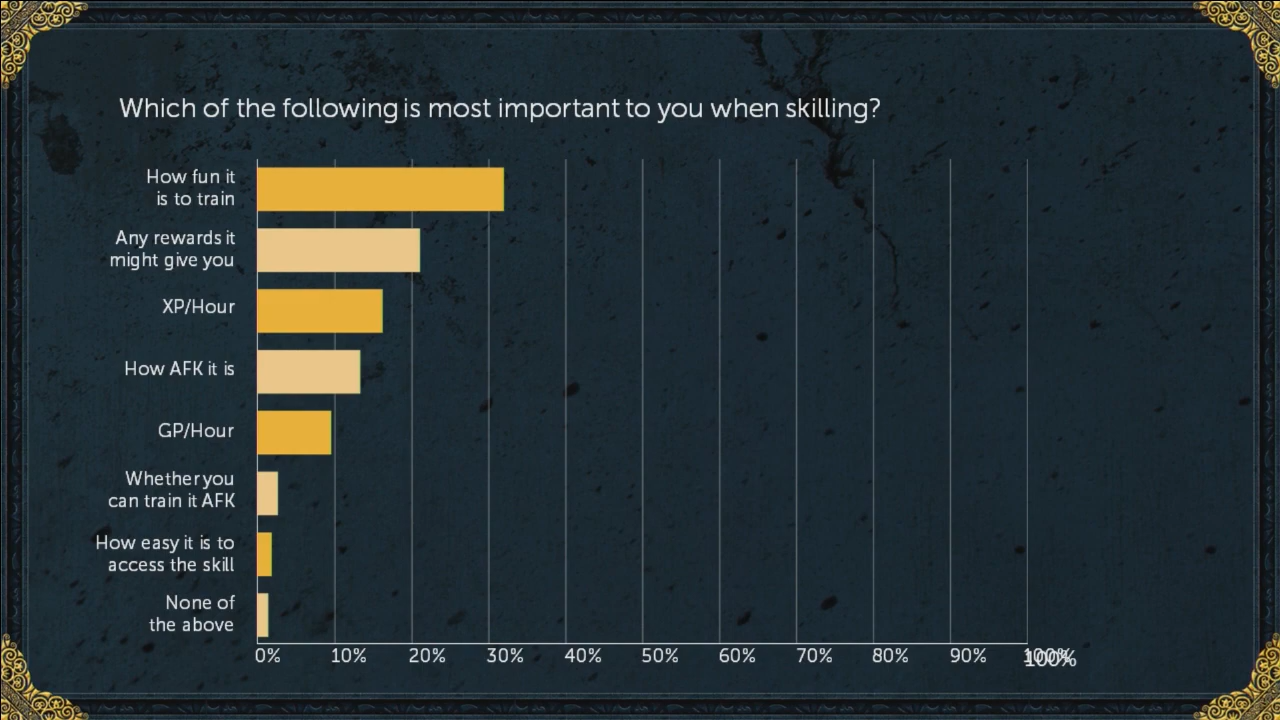 Which of the following is most important to you when skilling?
How fun it
is to train
Any rewards it
might give you
XP/Hour
How AFK it is
GP/Hour
Whether you
can train it AFK
How easy it is to
access the skill
None of
the above
0% 10% 20% 30% 40% 50% 60% 70% 80% 90% 100%
100%